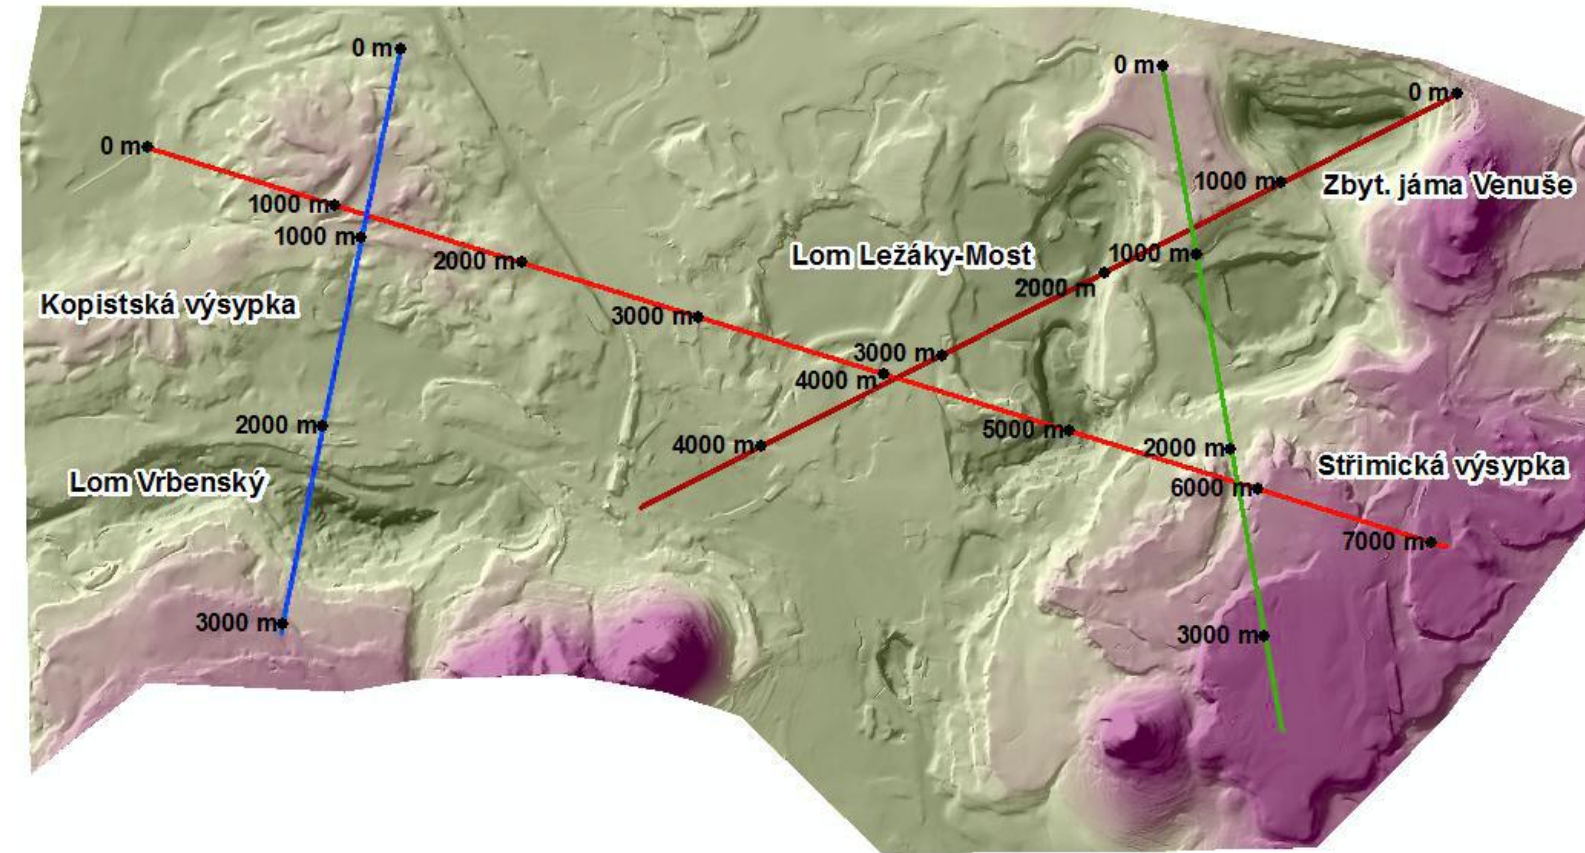 0 m
0 m
0 m
0 m
1000 m
Zbyt. jáma Venuše
1000 m
1000 m
Lom Ležáky-Most
1000 m
2000 m
2000 m
Kopistská výsypka
3000 m
3000 m
4000 m
2000 m
5000 m
4000 m
2000 m
Střimická výsypka
Lom Vrbenský
6000 m
7000 m
3000 m
3000 m